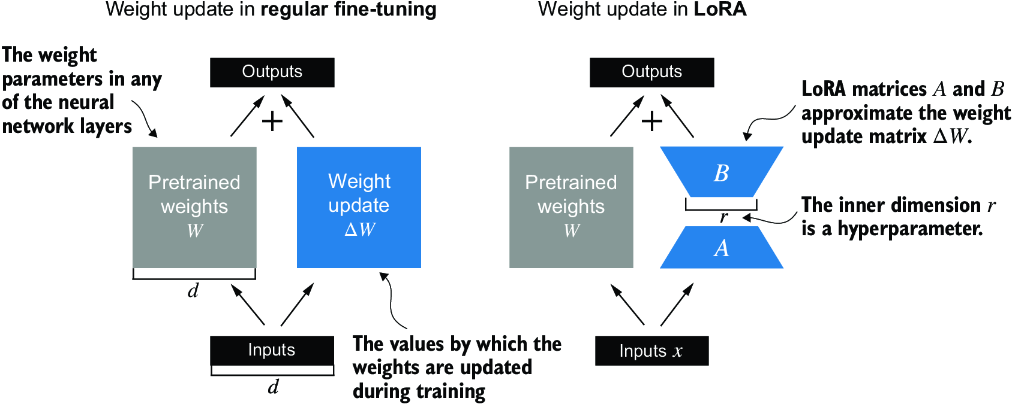 Weight update in regular fine-tuning
The weight
parameters in any
of the neural
network layers
Outputs
+
Pretrained
weights
W
Weight
update
ΔW
d
Inputs
d
The values by which the
weights are updated
during training
Weight update in LoRA
Outputs
+
LoRA matrices A and B
approximate the weight
update matrix ΔW.
Pretrained
weights
W
B
r
The inner dimension r
is a hyperparameter.
A
Inputs x